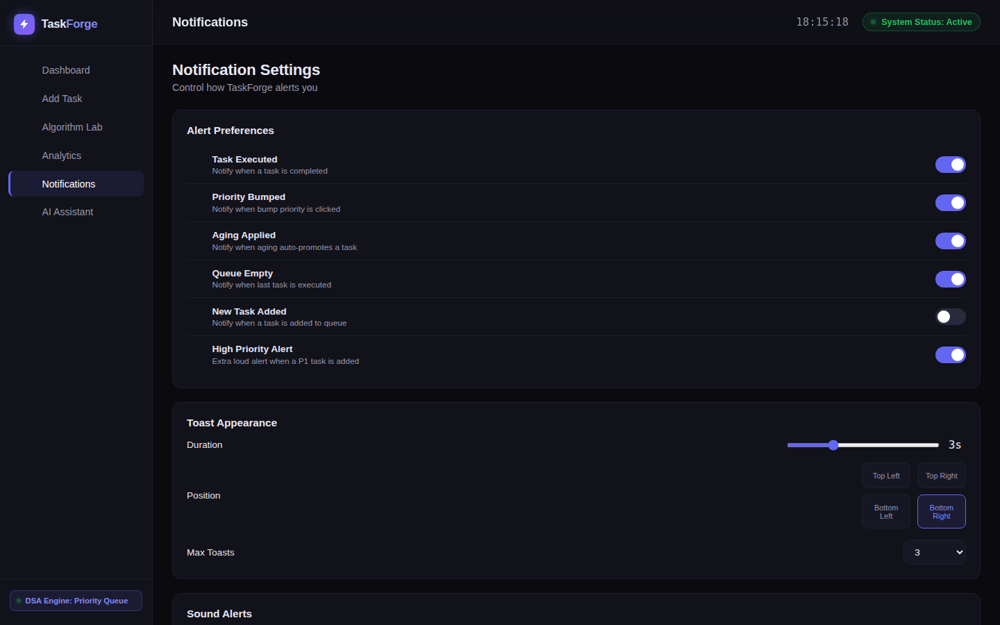 TaskForge
Dashboard
Add Task
Algorithm Lab
Analytics
Notifications
AI Assistant
DSA Engine: Priority Queue
Notifications
18:15:18
System Status: Active
Notification Settings
Control how TaskForge alerts you
Alert Preferences
Task Executed
Notify when a task is completed
Priority Bumped
Notify when bump priority is clicked
Aging Applied
Notify when aging auto-promotes a task
Queue Empty
Notify when last task is executed
New Task Added
Notify when a task is added to queue
High Priority Alert
Extra loud alert when a P1 task is added
Toast Appearance
Duration
3s
Position
Top Left
Top Right
Bottom
Left
Bottom
Right
Max Toasts
3
Sound Alerts